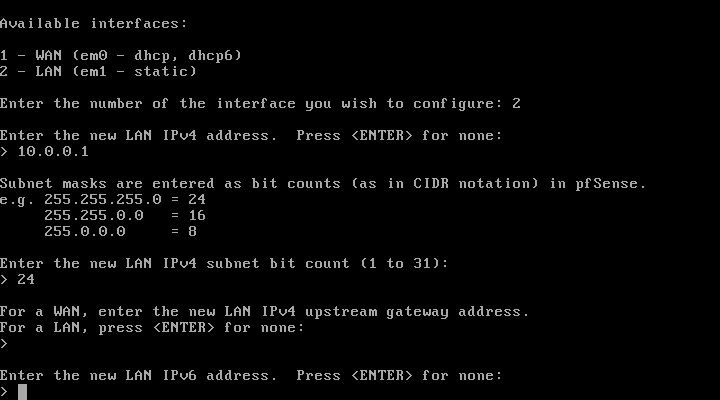 Available interfaces:
1 - WAN (em0 - dhcp, dhcp6)
2 - LAN (em1 - static)
Enter the number of the interface you wish to configure: 2
Enter the new LAN IPv4 address.  Press <ENTER> for none:
> 10.0.0.1
Subnet masks are entered as bit counts (as in CIDR notation) in pfSense.
e.g. 255.255.255.0 = 24
     255.255.0.0   = 16
     255.0.0.0     = 8
Enter the new LAN IPv4 subnet bit count (1 to 31):
> 24
For a WAN, enter the new LAN IPv4 upstream gateway address.
For a LAN, press <ENTER> for none:
>
Enter the new LAN IPv6 address.  Press <ENTER> for none:
>